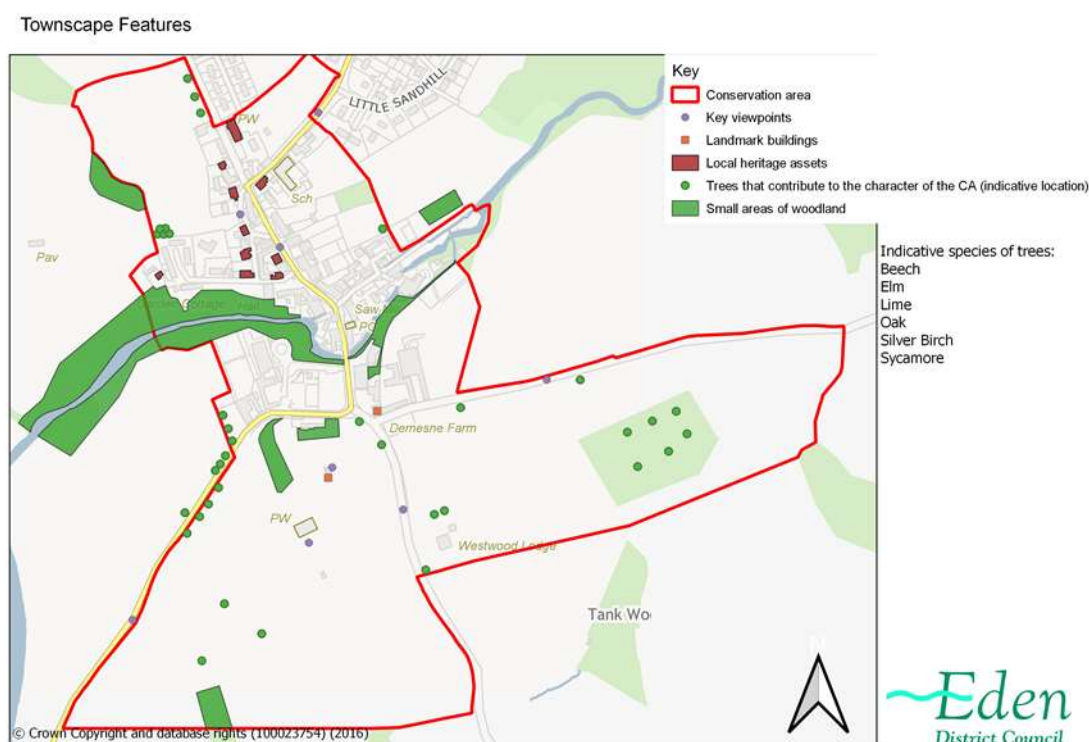 Townscape Features
Key
Conservation area
Key viewpoints
Landmark buildings
Local heritage assets
Trees that contribute to the character of the CA (indicative location)
Small areas of woodland
Indicative species of trees:
Beech
Elm
Lime
Oak
Silver Birch
Sycamore
LITTLE SANDHILL
PW
Sch
Pav
Hall
Saw
PO
Demesne Farm
PW
Westwood Lodge
Tank Wo
N
© Crown Copyright and database rights (100023754) (2016)
Eden
District Council